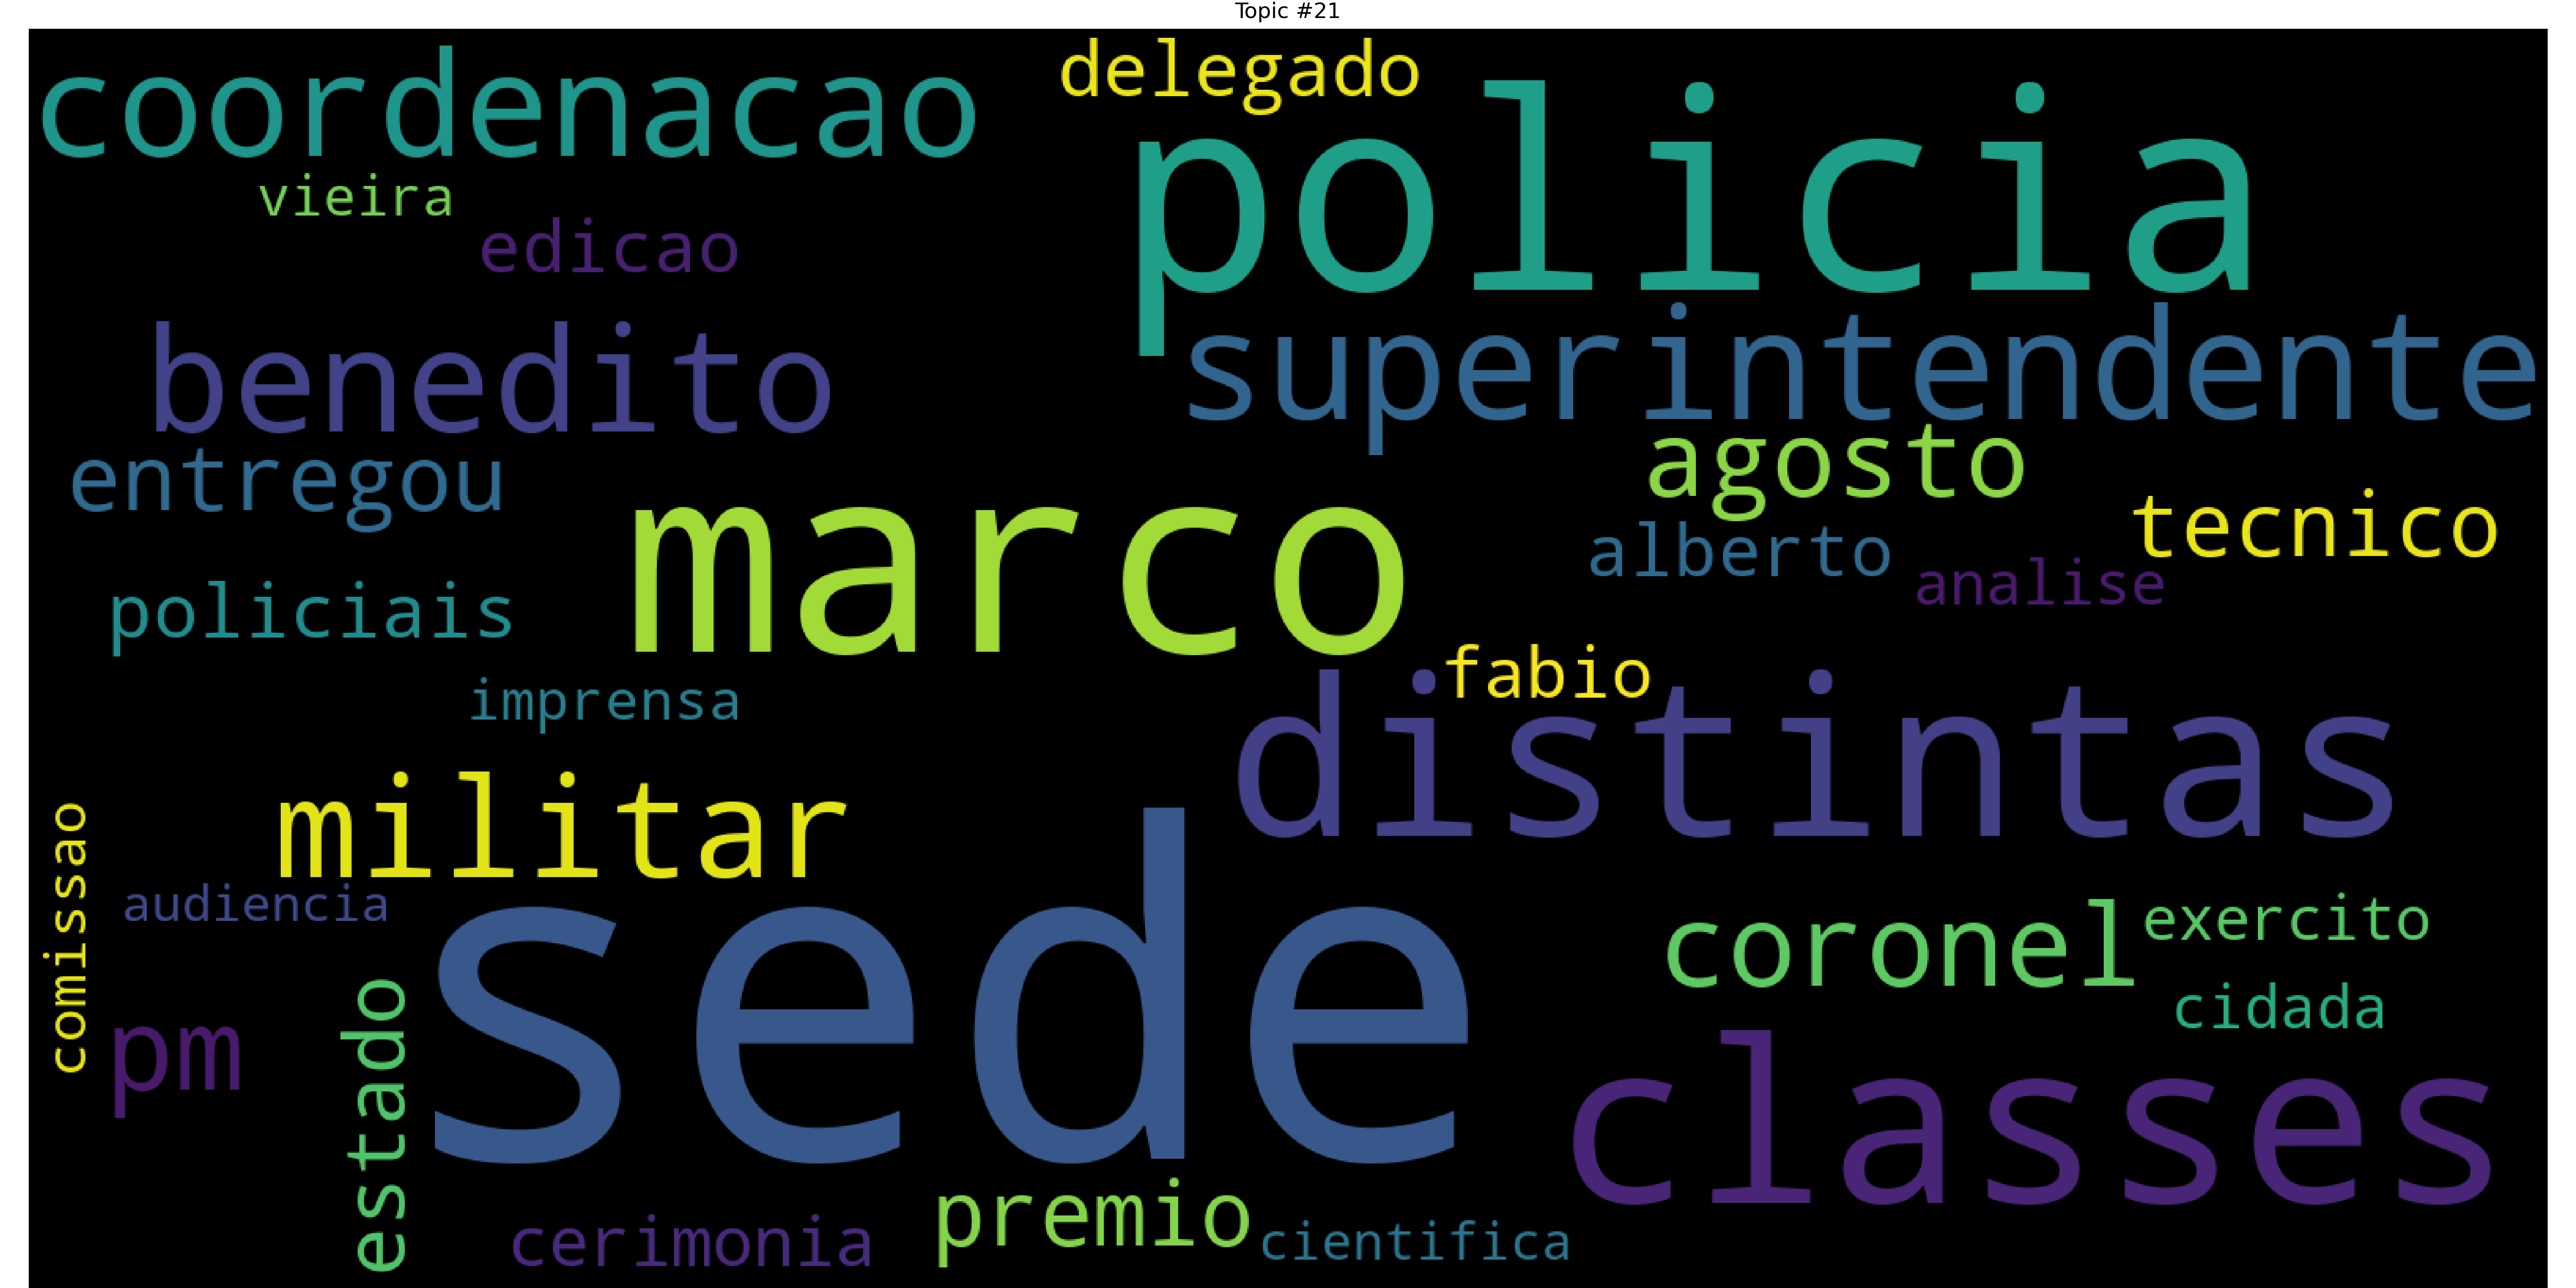 Topic #21
coordenacao
delegado
policia
vieira
edicao
benedito
superintendente
entregou
agosto
marco
tecnico
alberto
analise
policiais
fabio
imprensa
distintas
militar
comissao
audiencia
sede
coronel
exercito
cidada
pm
estado
classes
premio
cerimonia
cientifica